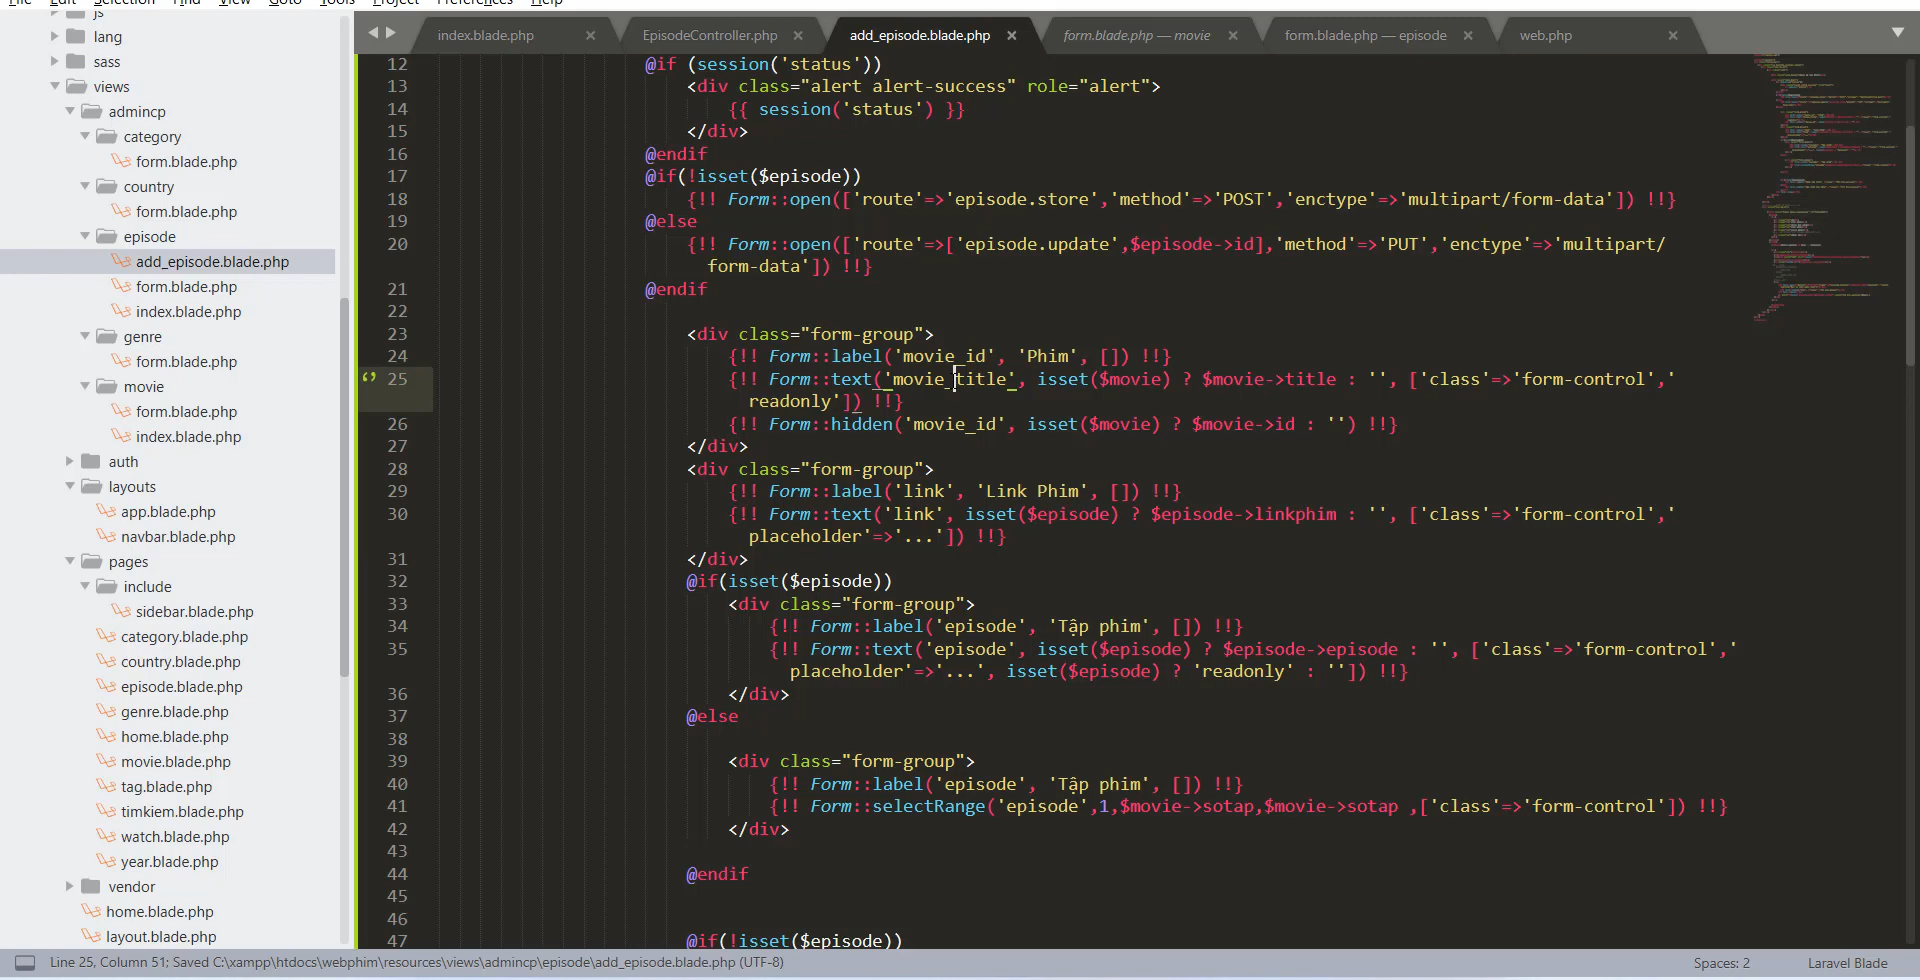 File Edit Selection Find View Goto Tools Project Preferences Help
js
lang
sass
views
admincp
category
form.blade.php
country
form.blade.php
episode
add_episode.blade.php
form.blade.php
index.blade.php
genre
form.blade.php
movie
form.blade.php
index.blade.php
auth
layouts
app.blade.php
navbar.blade.php
pages
include
sidebar.blade.php
category.blade.php
country.blade.php
episode.blade.php
genre.blade.php
home.blade.php
movie.blade.php
tag.blade.php
timkiem.blade.php
watch.blade.php
year.blade.php
vendor
home.blade.php
layout.blade.php
index.blade.php EpisodeController.php add_episode.blade.php form.blade.php — movie form.blade.php — episode web.php
12 @if (session('status'))
13 <div class="alert alert-success" role="alert">
14 {{ session('status') }}
15 </div>
16 @endif
17 @if(!isset($episode))
18 {!! Form::open(['route'=>'episode.store','method'=>'POST','enctype'=>'multipart/form-data']) !!}
19 @else
20 {!! Form::open(['route'=>['episode.update',$episode->id],'method'=>'PUT','enctype'=>'multipart/
form-data']) !!}
21 @endif
22
23 <div class="form-group">
24 {!! Form::label('movie_id', 'Phim', []) !!}
25 {!! Form::text('movie_title', isset($movie) ? $movie->title : '', ['class'=>'form-control','
readonly']) !!}
26 {!! Form::hidden('movie_id', isset($movie) ? $movie->id : '') !!}
27 </div>
28 <div class="form-group">
29 {!! Form::label('link', 'Link Phim', []) !!}
30 {!! Form::text('link', isset($episode) ? $episode->linkphim : '', ['class'=>'form-control','
placeholder'=>'...']) !!}
31 </div>
32 @if(isset($episode))
33 <div class="form-group">
34 {!! Form::label('episode', 'Tập phim', []) !!}
35 {!! Form::text('episode', isset($episode) ? $episode->episode : '', ['class'=>'form-control','
placeholder'=>'...', isset($episode) ? 'readonly' : '']) !!}
36 </div>
37 @else
38
39 <div class="form-group">
40 {!! Form::label('episode', 'Tập phim', []) !!}
41 {!! Form::selectRange('episode',1,$movie->sotap,$movie->sotap ,['class'=>'form-control']) !!}
42 </div>
43
44 @endif
45
46
47 @if(!isset($episode))
Line 25, Column 51; Saved C:\xampp\htdocs\webphim\resources\views\admincp\episode\add_episode.blade.php (UTF-8) Spaces: 2 Laravel Blade